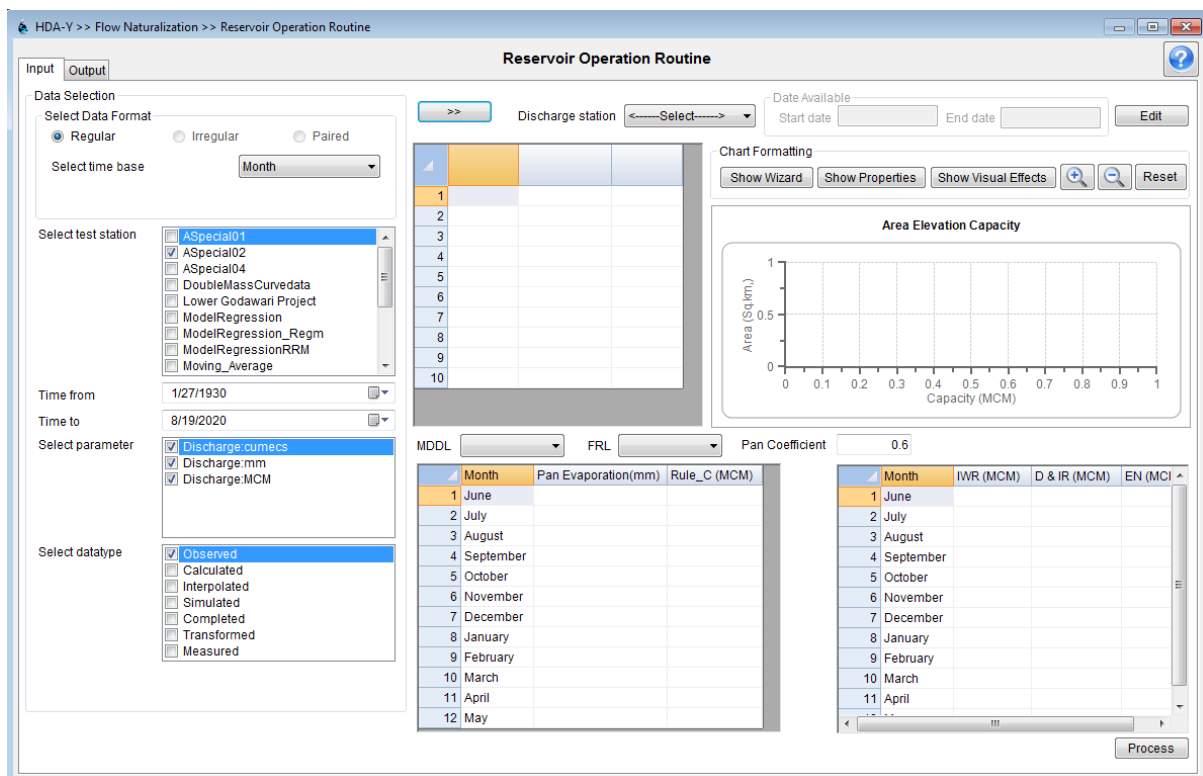 HDA-Y >> Flow Naturalization >> Reservoir Operation Routine
Reservoir Operation Routine
Input Output
Data Selection
Select Data Format
Regular Irregular Paired
Select time base Month
Select test station
ASpecial01
ASpecial02
ASpecial04
DoubleMassCurvedata
Lower Godawari Project
ModelRegression
ModelRegression_Regm
ModelRegressionRRM
Moving_Average
Time from 1/27/1930
Time to 8/19/2020
Select parameter
Discharge:cumecs
Discharge:mm
Discharge:MCM
Select datatype
Observed
Calculated
Interpolated
Simulated
Completed
Transformed
Measured
>> Discharge station <------Select------>
Date Available
Start date End date
Edit
1
2
3
4
5
6
7
8
9
10
Chart Formatting
Show Wizard Show Properties Show Visual Effects Reset
Area Elevation Capacity
Area (Sq.km,)
1
0.5
0
0 0.1 0.2 0.3 0.4 0.5 0.6 0.7 0.8 0.9 1
Capacity (MCM)
MDDL FRL Pan Coefficient 0.6
Month Pan Evaporation(mm) Rule_C (MCM)
1 June
2 July
3 August
4 September
5 October
6 November
7 December
8 January
9 February
10 March
11 April
12 May
Month IWR (MCM) D & IR (MCM) EN (MCI
1 June
2 July
3 August
4 September
5 October
6 November
7 December
8 January
9 February
10 March
11 April
Process